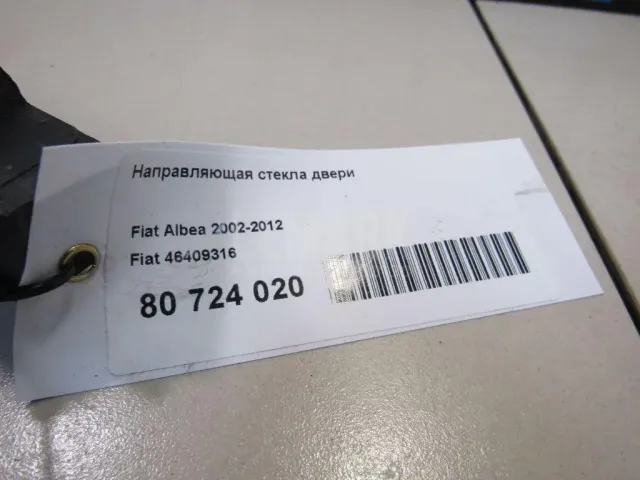 Направляющая стекла двери
Fiat Albea 2002-2012
Fiat 46409316
80 724 020